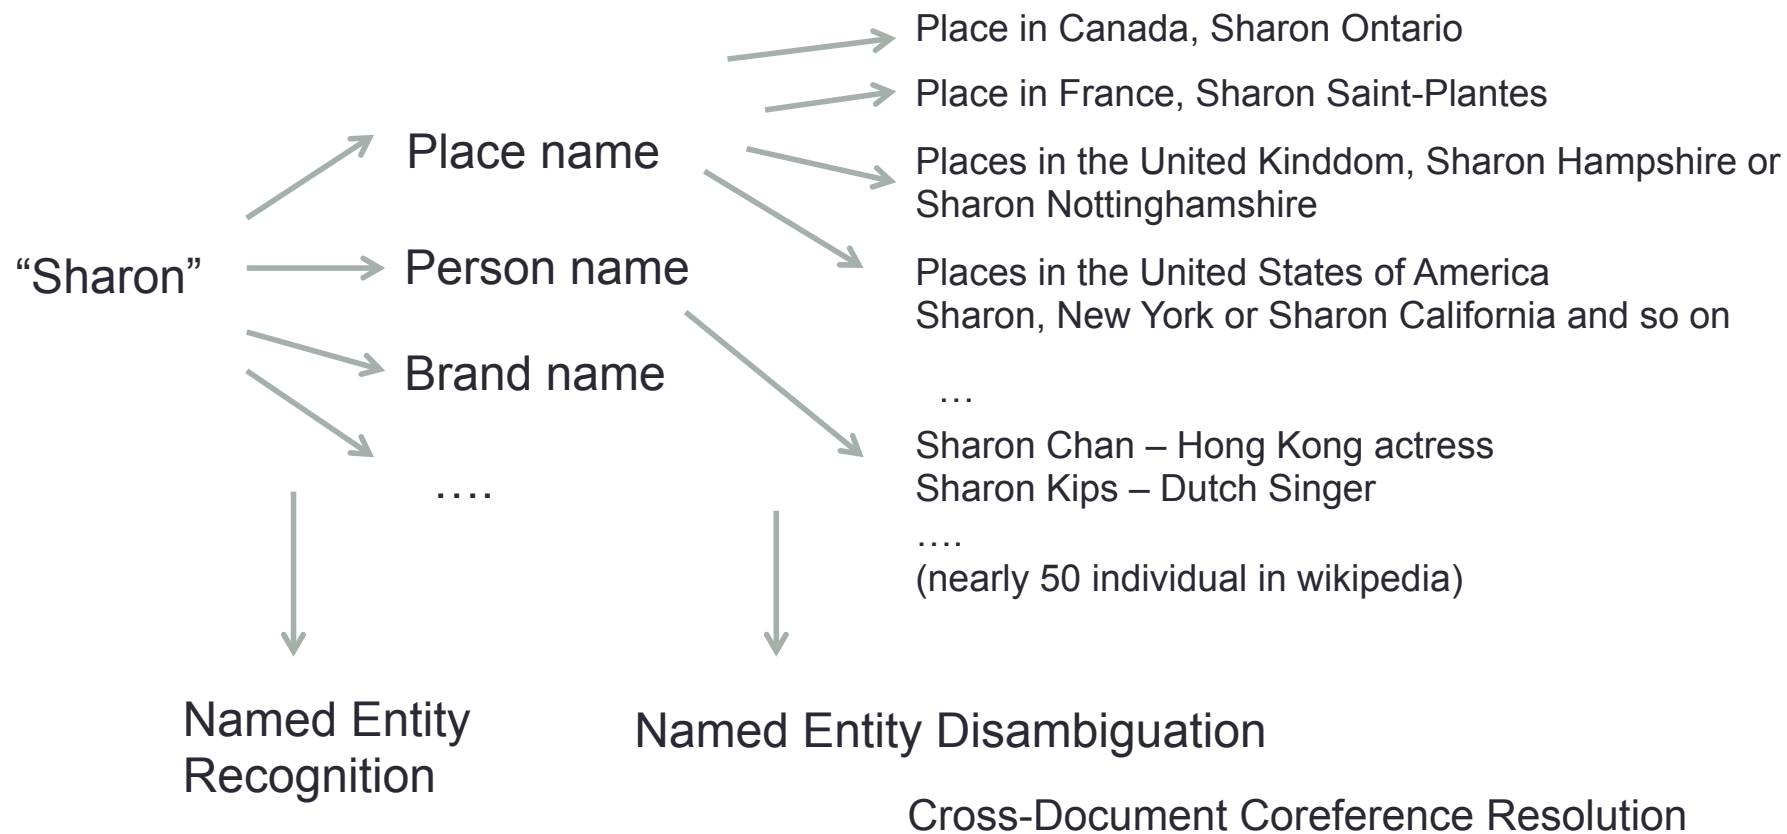 “Sharon”
Place name
Person name
Brand name
….
Place in Canada, Sharon Ontario
Place in France, Sharon Saint-Plantes
Places in the United Kinddom, Sharon Hampshire or
Sharon Nottinghamshire
Places in the United States of America
Sharon, New York or Sharon California and so on
…
Sharon Chan – Hong Kong actress
Sharon Kips – Dutch Singer
….
(nearly 50 individual in wikipedia)
Named Entity
Recognition
Named Entity Disambiguation
Cross-Document Coreference Resolution